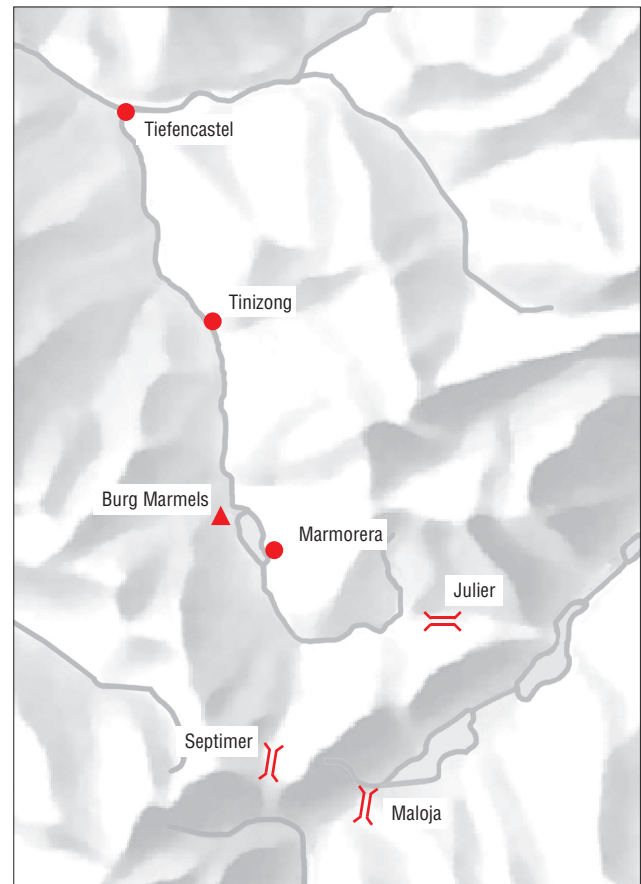 Tiefencastel
Tinizong
Burg Marmels
Marmorera
Julier
Septimer
Maloja